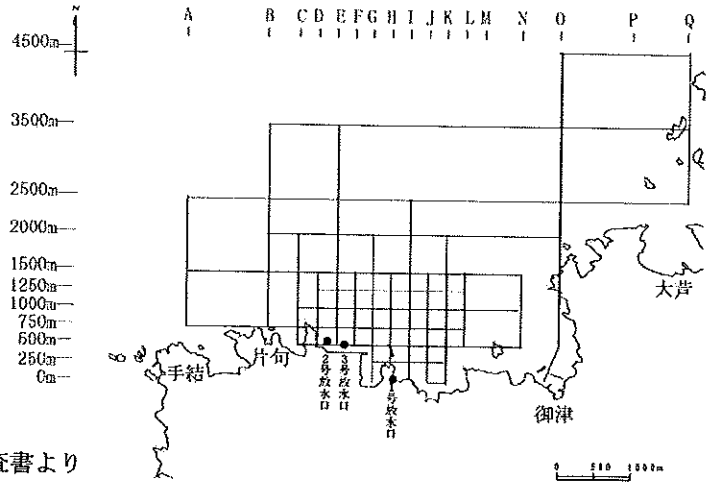 N
A B C D E F G H I J K L M N O P Q
4500m
3500m
2500m
2000m
1500m
1250m
1000m
750m
500m
250m
0m
手結
片句
2号放水口
3号放水口
1号放水口
御津
大芦
査書より
0 500 1000m